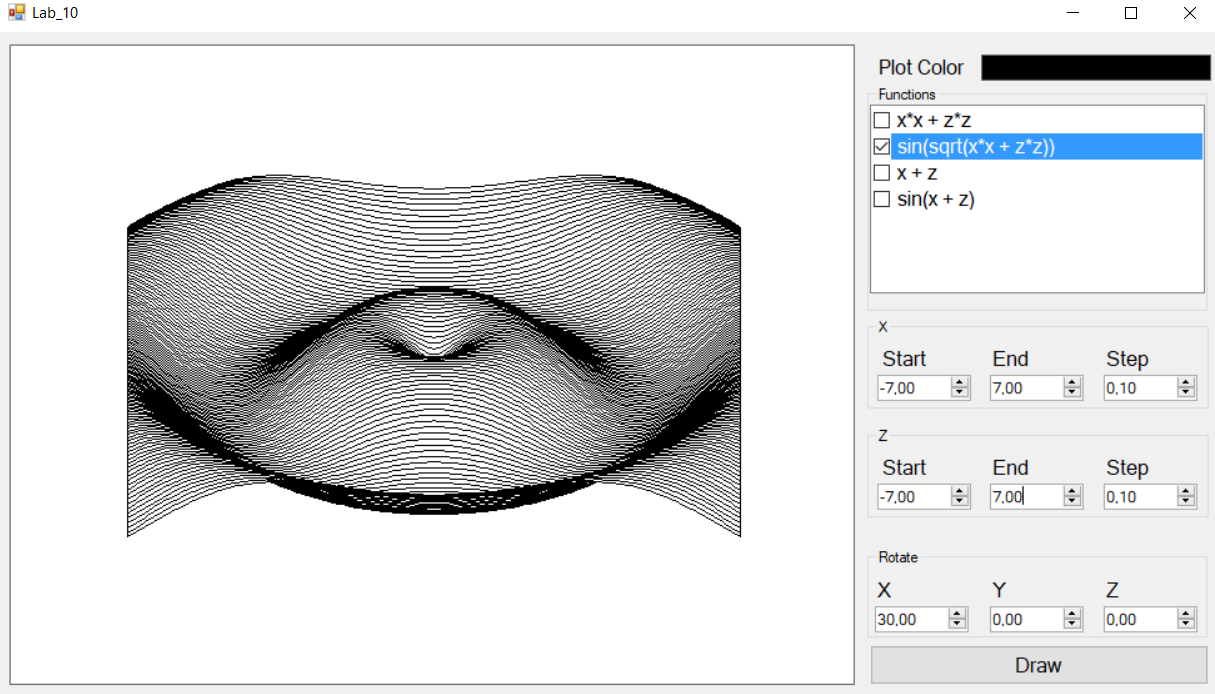 Lab_10
Plot Color
Functions
x*x + z*z
sin(sqrt(x*x + z*z))
x + z
sin(x + z)
X
Start End Step
-7,00 7,00 0,10
Z
Start End Step
-7,00 7,00 0,10
Rotate
X Y Z
30,00 0,00 0,00
Draw